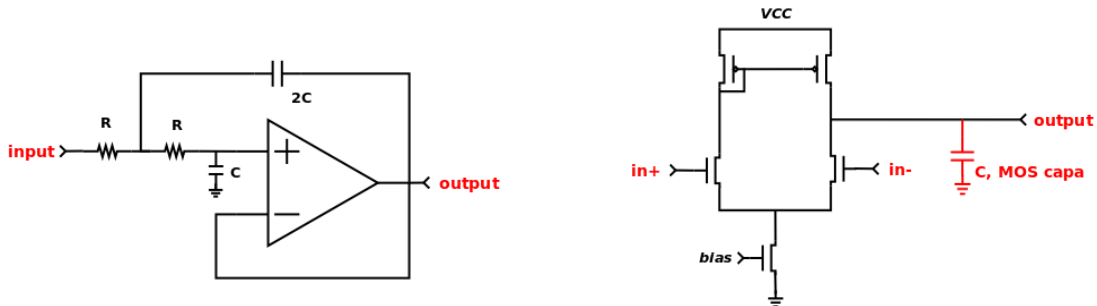 VCC
2C
R
R
input
+
C
output
−
output
in+
in-
C, MOS capa
bias